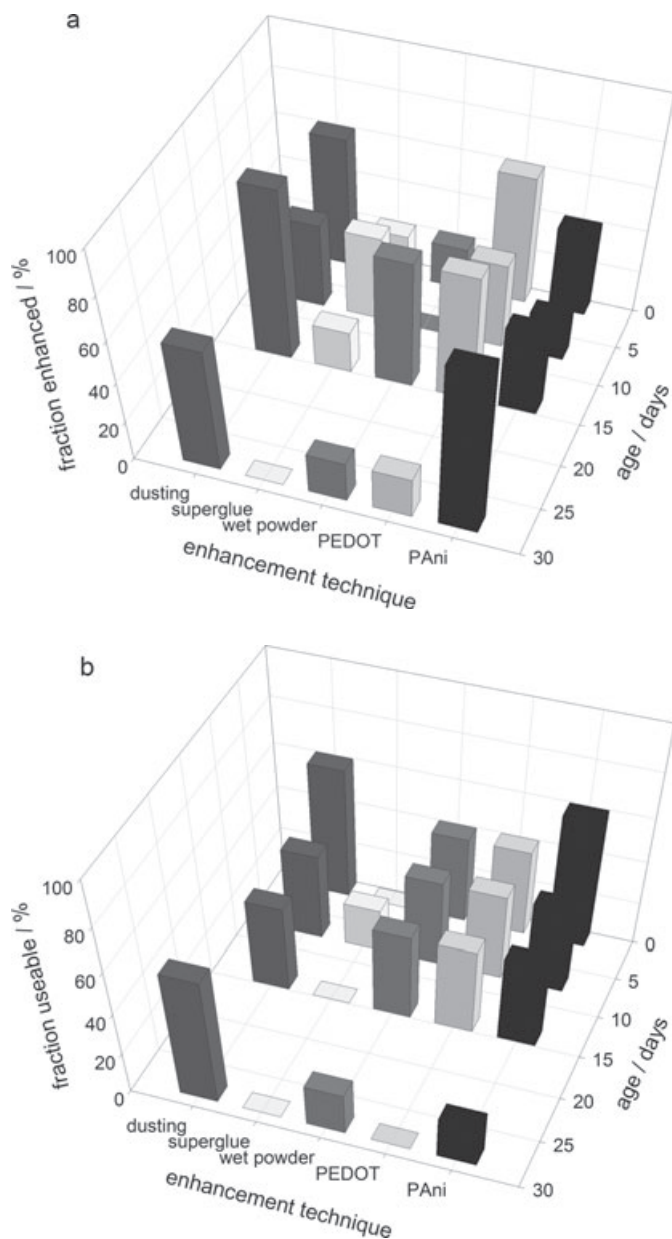 a
100
80
60
40
20
0
fraction enhanced / %
dusting
superglue
wet powder
PEDOT
PAni
enhancement technique
0
5
10
15
20
25
30
age / days
b
100
80
60
40
20
0
fraction useable / %
dusting
superglue
wet powder
PEDOT
PAni
enhancement technique
0
5
10
15
20
25
30
age / days